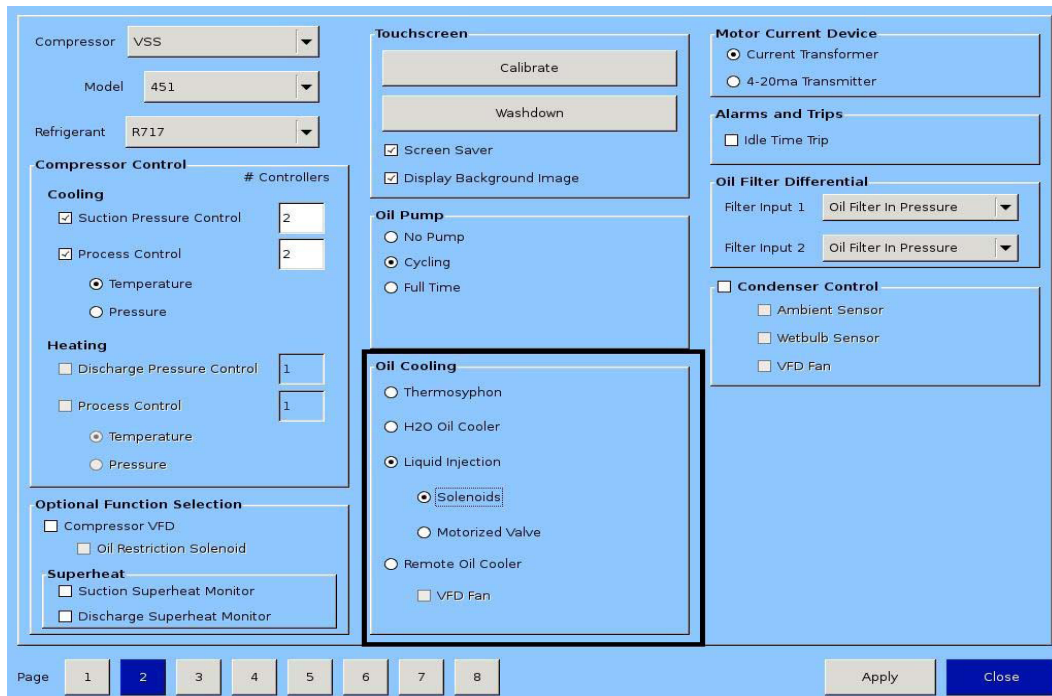 Compressor VSS
Model 451
Refrigerant R717
Compressor Control
# Controllers
Cooling
Suction Pressure Control 2
Process Control 2
Temperature
Pressure
Heating
Discharge Pressure Control 1
Process Control 1
Temperature
Pressure
Optional Function Selection
Compressor VFD
Oil Restriction Solenoid
Superheat
Suction Superheat Monitor
Discharge Superheat Monitor
Touchscreen
Calibrate
Washdown
Screen Saver
Display Background Image
Oil Pump
No Pump
Cycling
Full Time
Oil Cooling
Thermosyphon
H2O Oil Cooler
Liquid Injection
Solenoids
Motorized Valve
Remote Oil Cooler
VFD Fan
Motor Current Device
Current Transformer
4-20ma Transmitter
Alarms and Trips
Idle Time Trip
Oil Filter Differential
Filter Input 1 Oil Filter In Pressure
Filter Input 2 Oil Filter In Pressure
Condenser Control
Ambient Sensor
Wetbulb Sensor
VFD Fan
Page 1 2 3 4 5 6 7 8 Apply Close